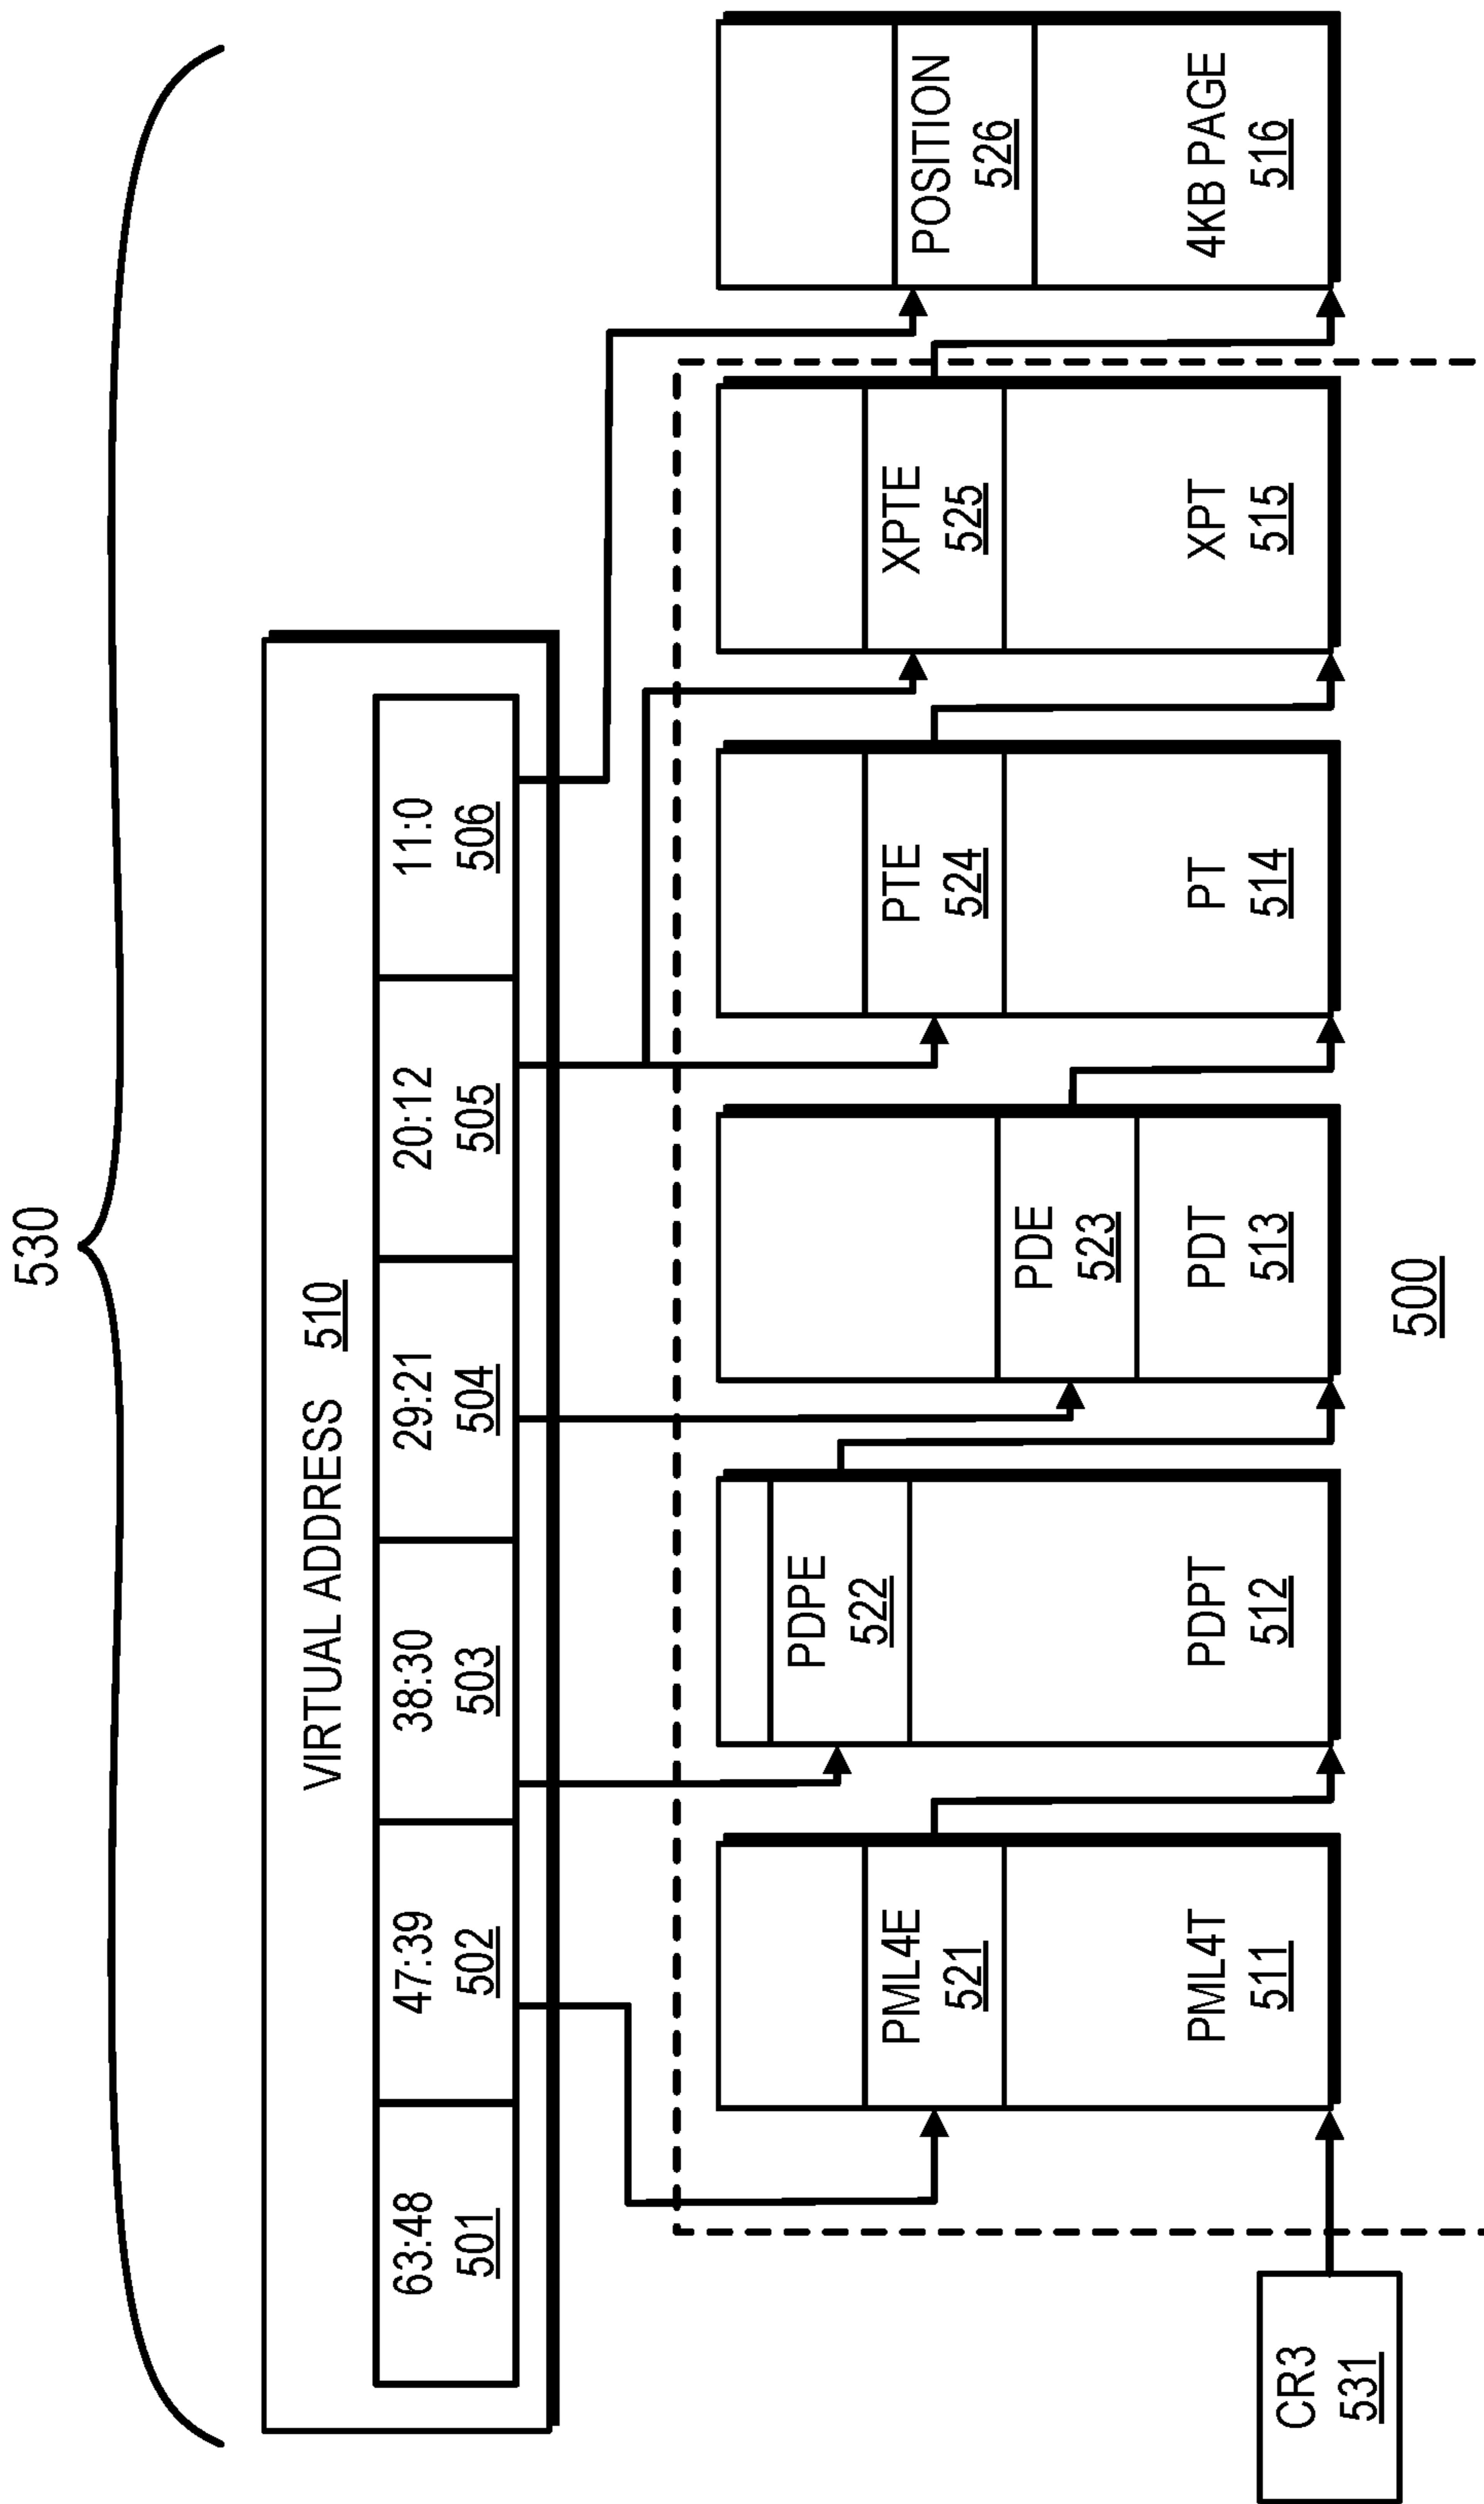 530
VIRTUAL ADDRESS 510
63:48
501
47:39
502
38:30
503
29:21
504
20:12
505
11:0
506
PML4E
521
PML4T
511
PDPE
522
PDPT
512
PDE
523
PDT
513
PTE
524
PT
514
XPTE
525
XPT
515
POSITION
526
4KB PAGE
516
CR3
531
500